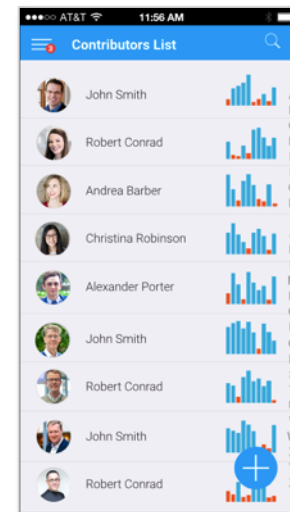 AT&T 11:56 AM
3
Contributors List
John Smith
Robert Conrad
Andrea Barber
Christina Robinson
Alexander Porter
John Smith
Robert Conrad
John Smith
Robert Conrad